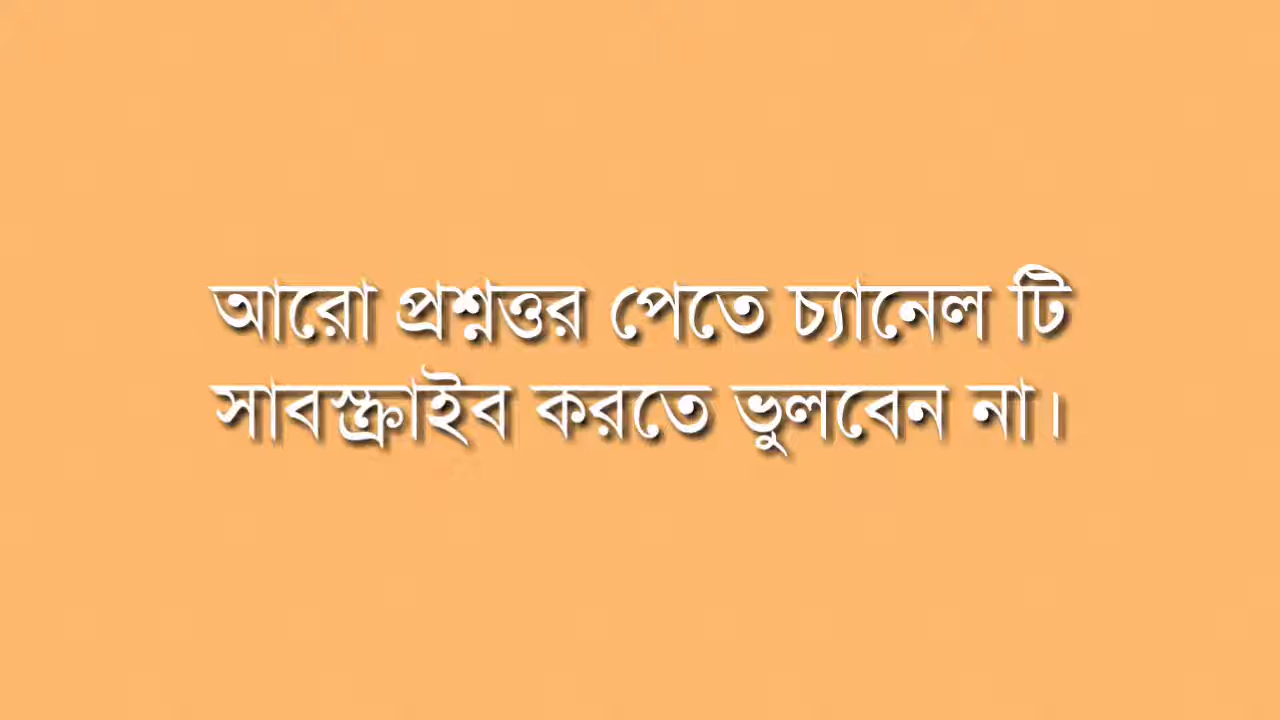 আরো প্রশ্নত্তর পেতে চ্যানেল টি
সাবস্ক্রাইব করতে ভুলবেন না।